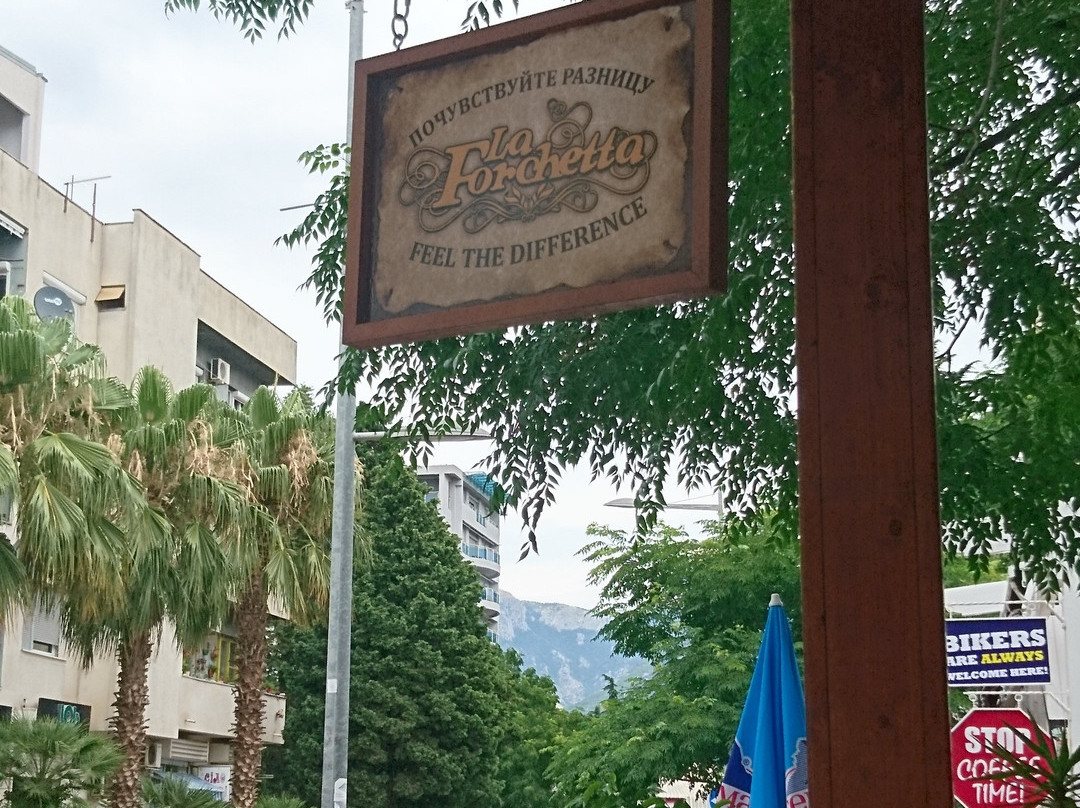 ПОЧУВСТВУЙТЕ РАЗНИЦУ
La
Forchetta
FEEL THE DIFFERENCE
BIKERS
ARE ALWAYS
WELCOME HERE!
STOP
COFFEE
TIME!